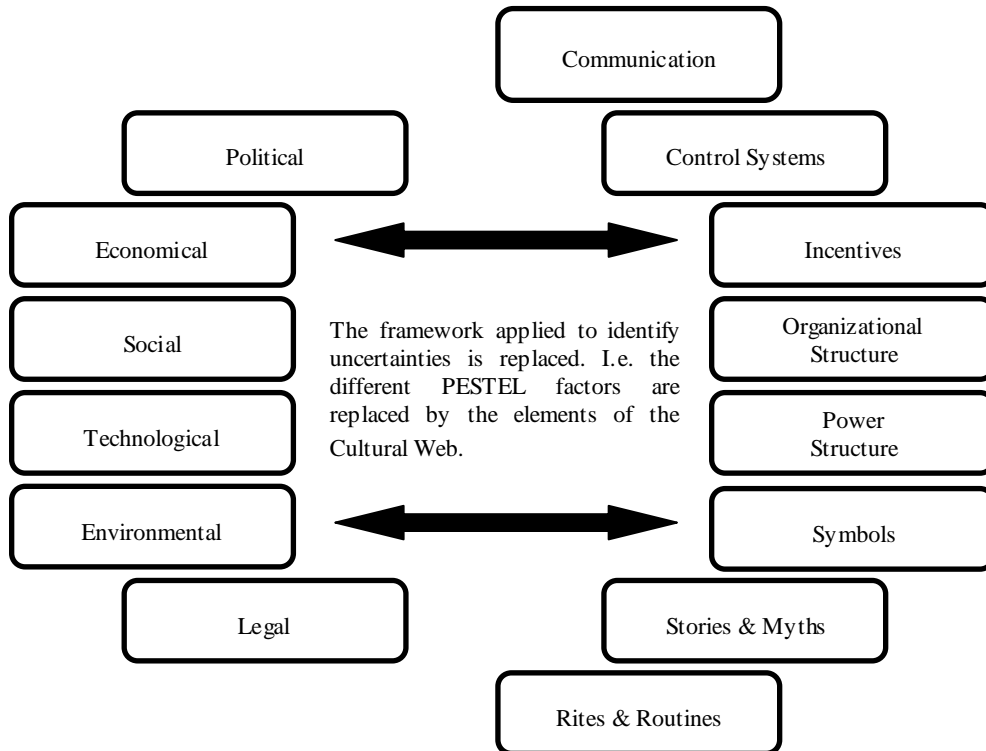 Communication
Political
Control Systems
Economical
Incentives
Social
The framework applied to identify
uncertainties is replaced. I.e. the
different PESTEL factors are
replaced by the elements of the
Cultural Web.
Organizational
Structure
Technological
Power
Structure
Environmental
Symbols
Legal
Stories & Myths
Rites & Routines